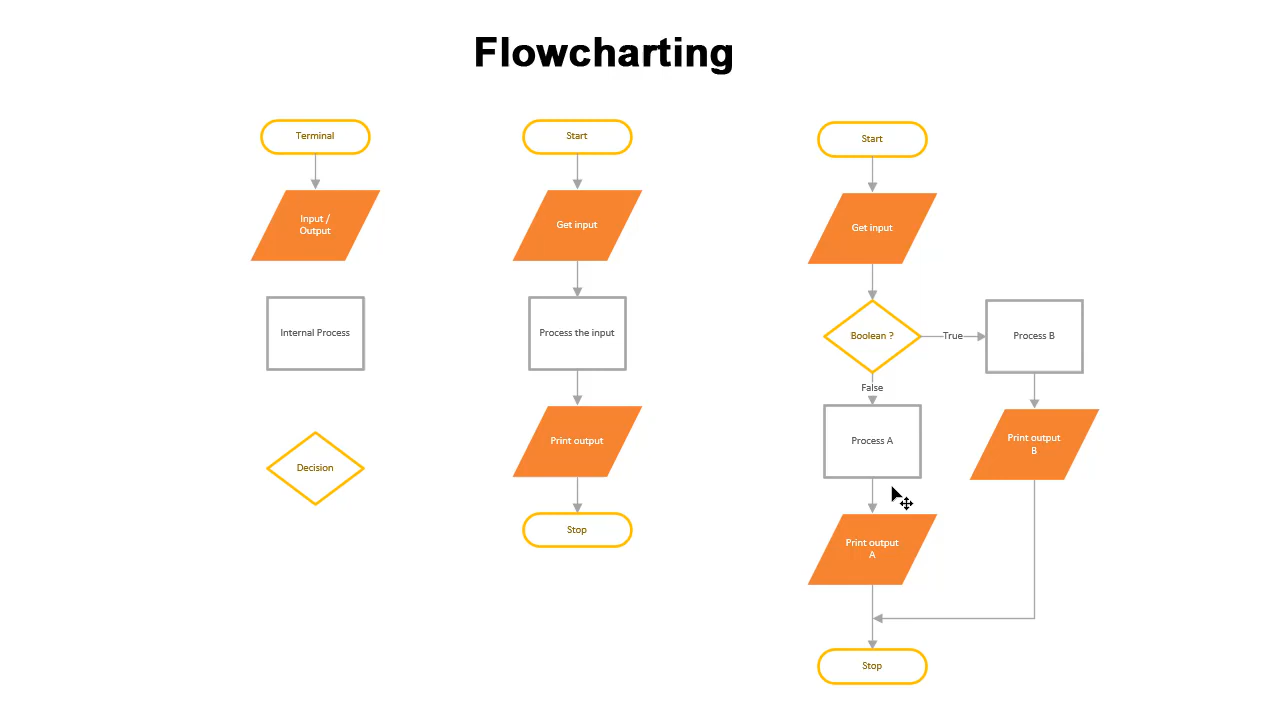 Flowcharting
Terminal
Input /
Output
Internal Process
Decision
Start
Get input
Process the input
Print output
Stop
Start
Get input
Boolean ?
True
Process B
False
Process A
Print output
B
Print output
A
Stop